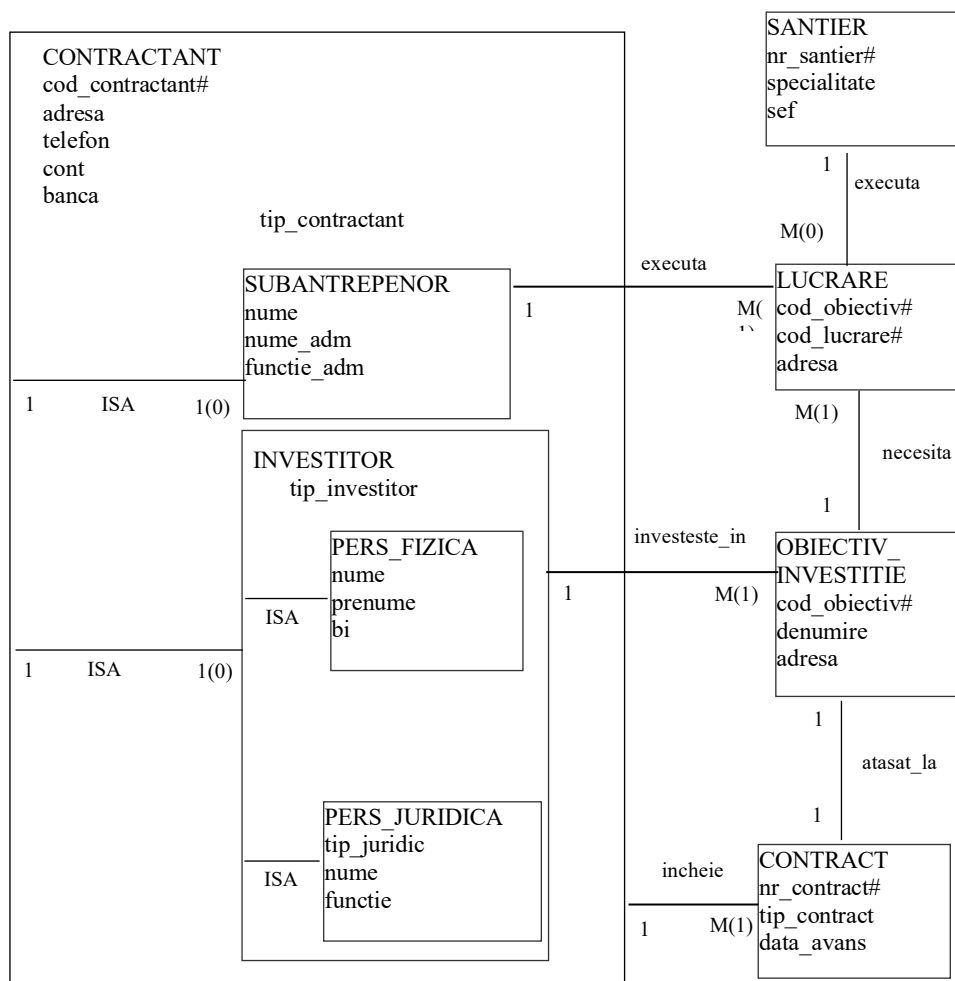 CONTRACTANT
cod_contractant#
adresa
telefon
cont
banca
tip_contractant
SUBANTREPENOR
nume
nume_adm
functie_adm
1
ISA
1(0)
INVESTITOR
tip_investitor
PERS_FIZICA
nume
prenume
bi
ISA
1
ISA
1(0)
PERS_JURIDICA
tip_juridic
nume
functie
ISA
SANTIER
nr_santier#
specialitate
sef
1
executa
M(0)
executa
1
M(
LUCRARE
cod_obiectiv#
cod_lucrare#
adresa
M(1)
necesita
1
investeste_in
1
M(1)
OBIECTIV_
INVESTITIE
cod_obiectiv#
denumire
adresa
1
atasat_la
1
incheie
1
M(1)
CONTRACT
nr_contract#
tip_contract
data_avans